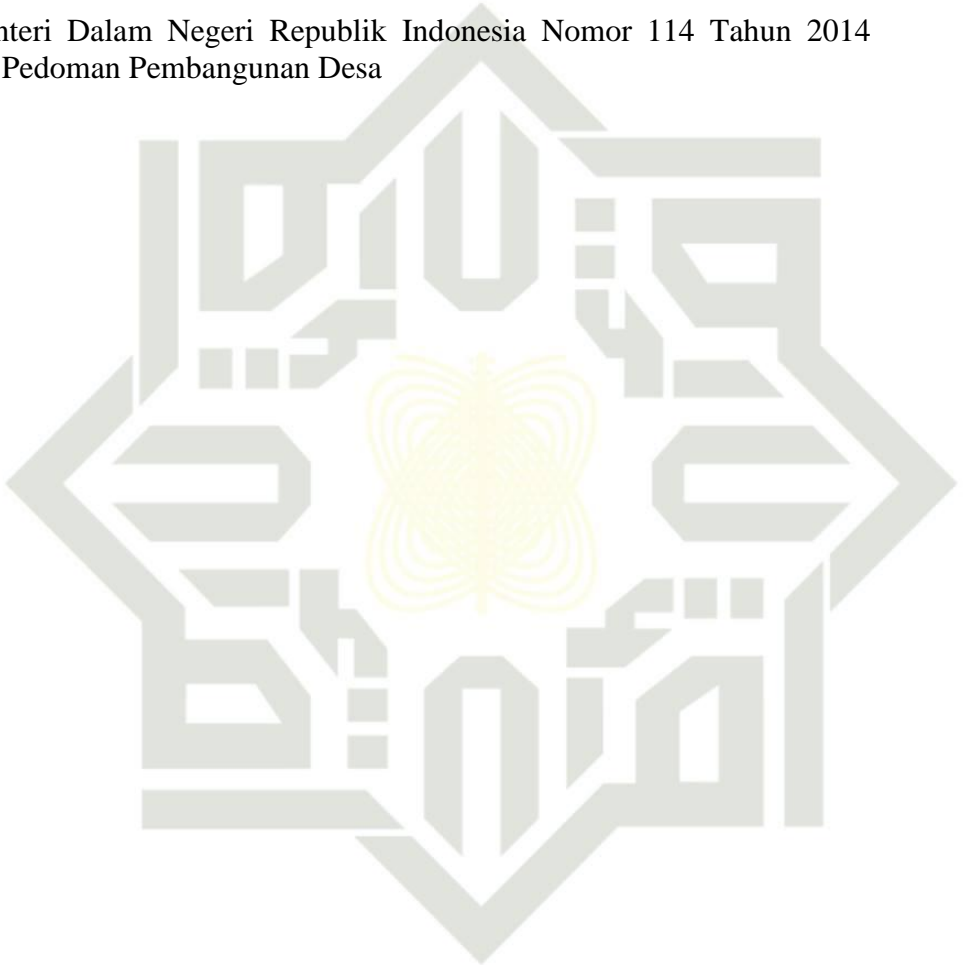 nteri Dalam Negeri Republik Indonesia Nomor 114 Tahun 2014
Pedoman Pembangunan Desa